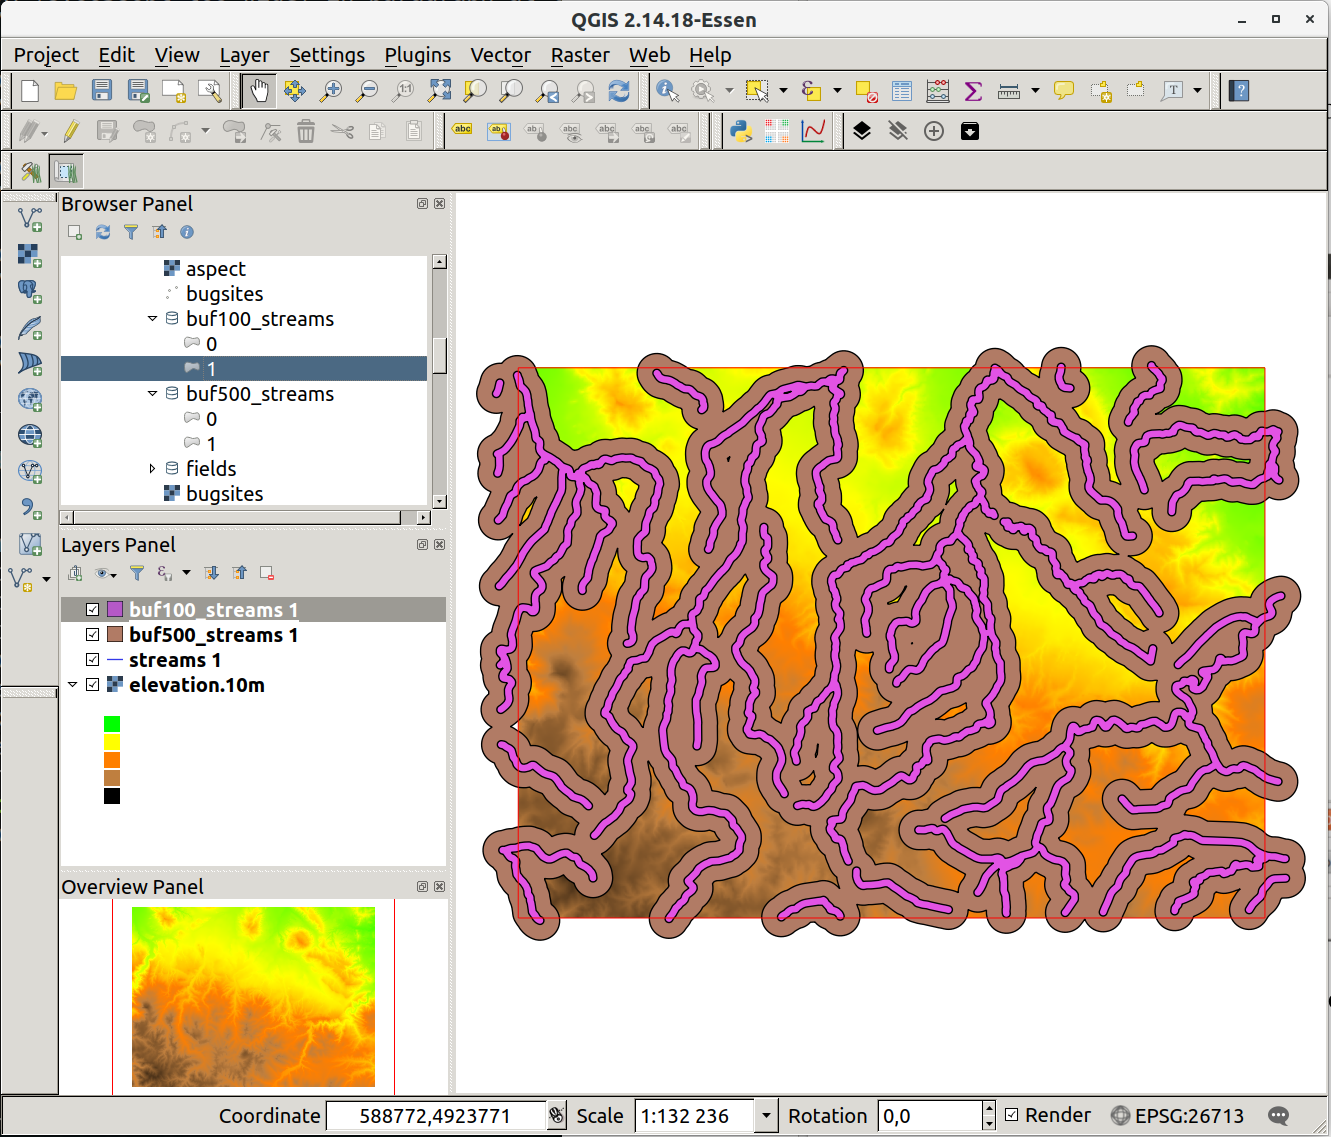 QGIS 2.14.18-Essen
Project Edit View Layer Settings Plugins Vector Raster Web Help
Browser Panel
aspect
bugsites
buf100_streams
0
1
buf500_streams
0
1
fields
bugsites
Layers Panel
buf100_streams 1
buf500_streams 1
streams 1
elevation.10m
Overview Panel
Coordinate 588772,4923771 Scale 1:132 236 Rotation 0,0 Render EPSG:26713